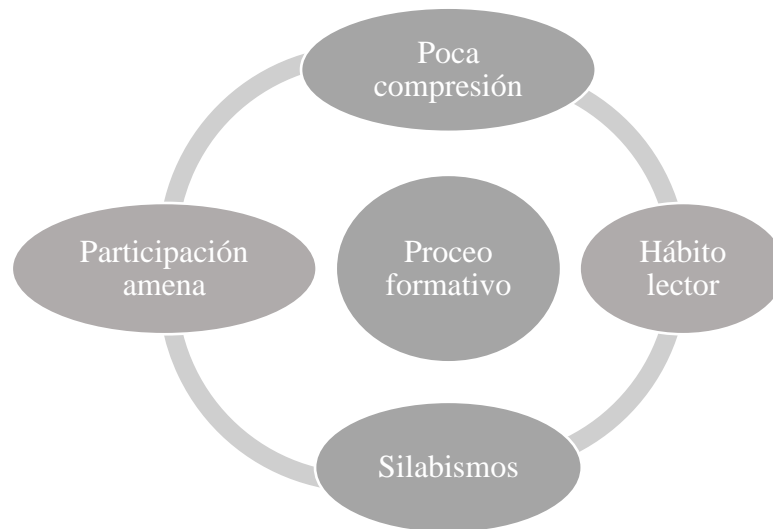 Poca
compresión
Participación
amena
Proceo
formativo
Hábito
lector
Silabismos